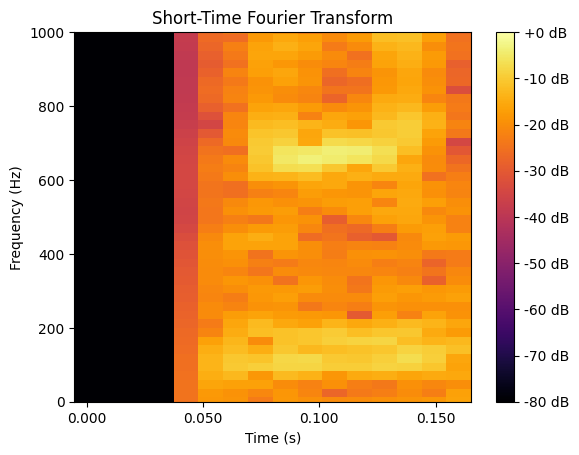 Short-Time Fourier Transform
1000
800
600
400
200
0
Frequency (Hz)
0.000
0.050
0.100
0.150
Time (s)
+0 dB
-10 dB
-20 dB
-30 dB
-40 dB
-50 dB
-60 dB
-70 dB
-80 dB